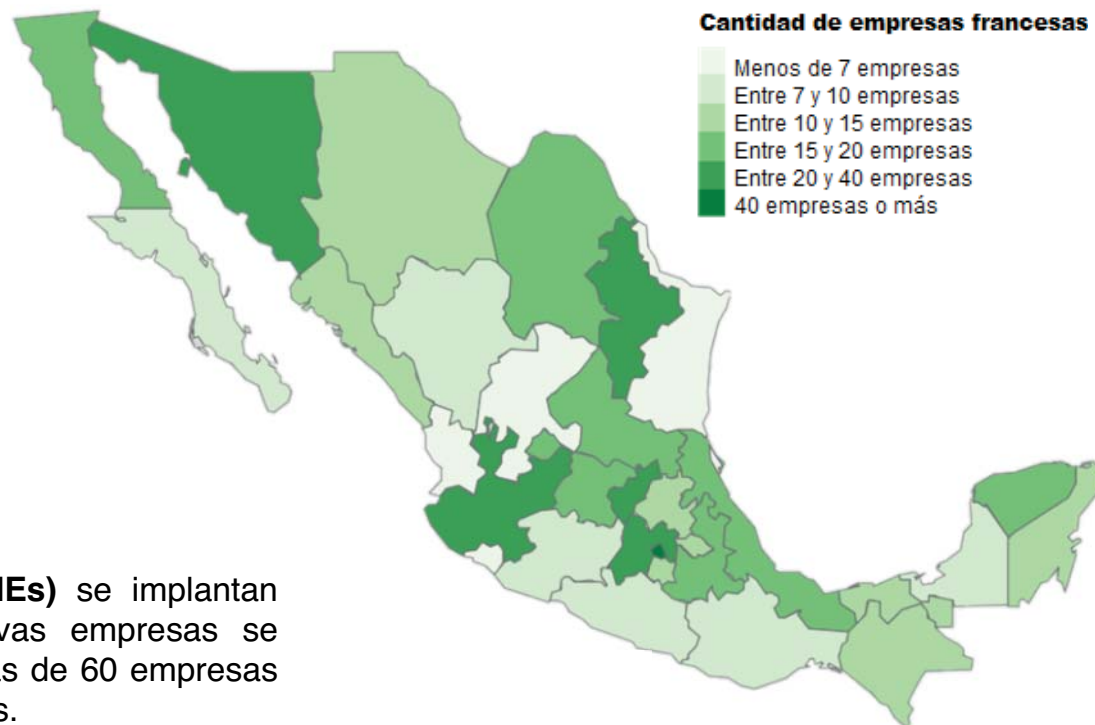 Cantidad de empresas francesas
Menos de 7 empresas
Entre 7 y 10 empresas
Entre 10 y 15 empresas
Entre 15 y 20 empresas
Entre 20 y 40 empresas
40 empresas o más
se implantan
vas empresas se
de 60 empresas